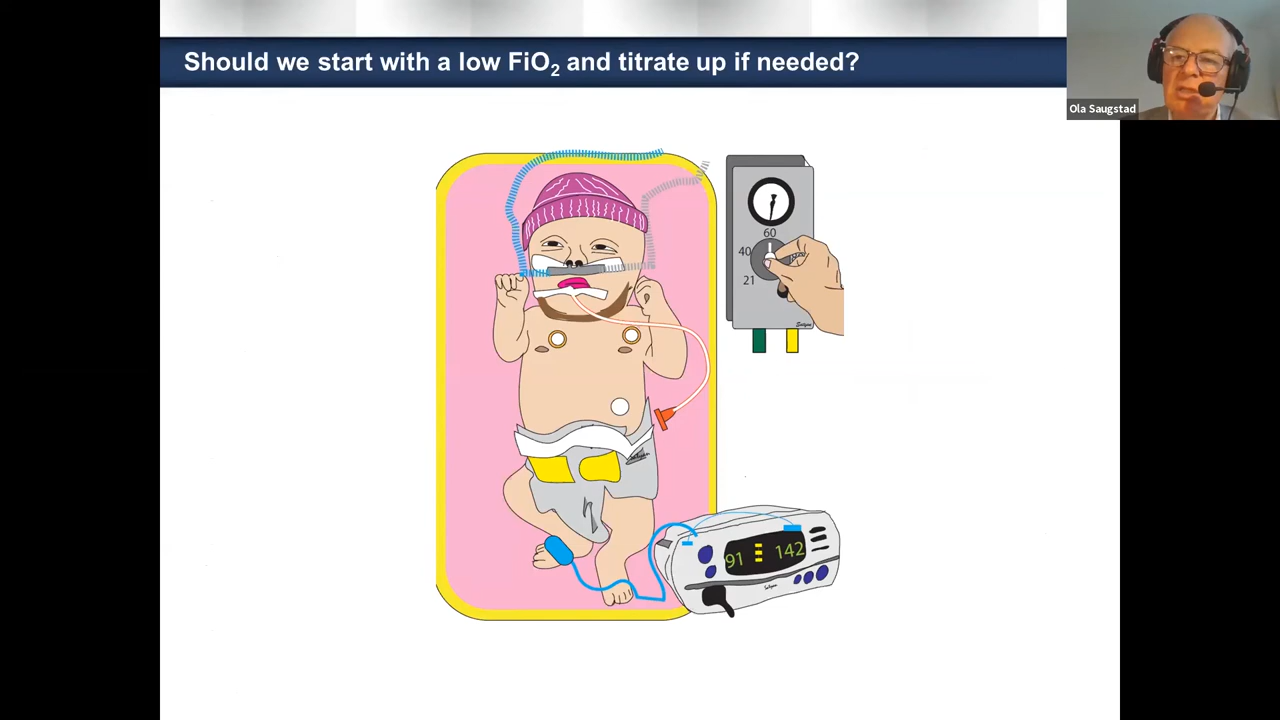 Should we start with a low FiO₂ and titrate up if needed?
Ola Saugstad
60
40
21
91
142